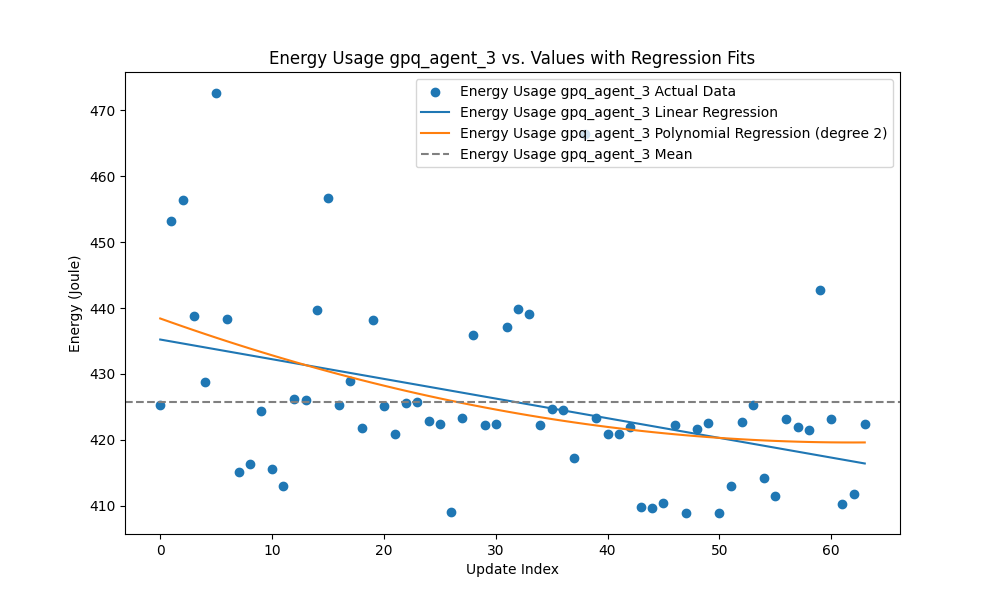 Energy Usage gpq_agent_3 vs. Values with Regression Fits
Energy Usage gpq_agent_3 Actual Data
Energy Usage gpq_agent_3 Linear Regression
Energy Usage gpq_agent_3 Polynomial Regression (degree 2)
Energy Usage gpq_agent_3 Mean
Energy (Joule)
470
460
450
440
430
420
410
0 10 20 30 40 50 60
Update Index